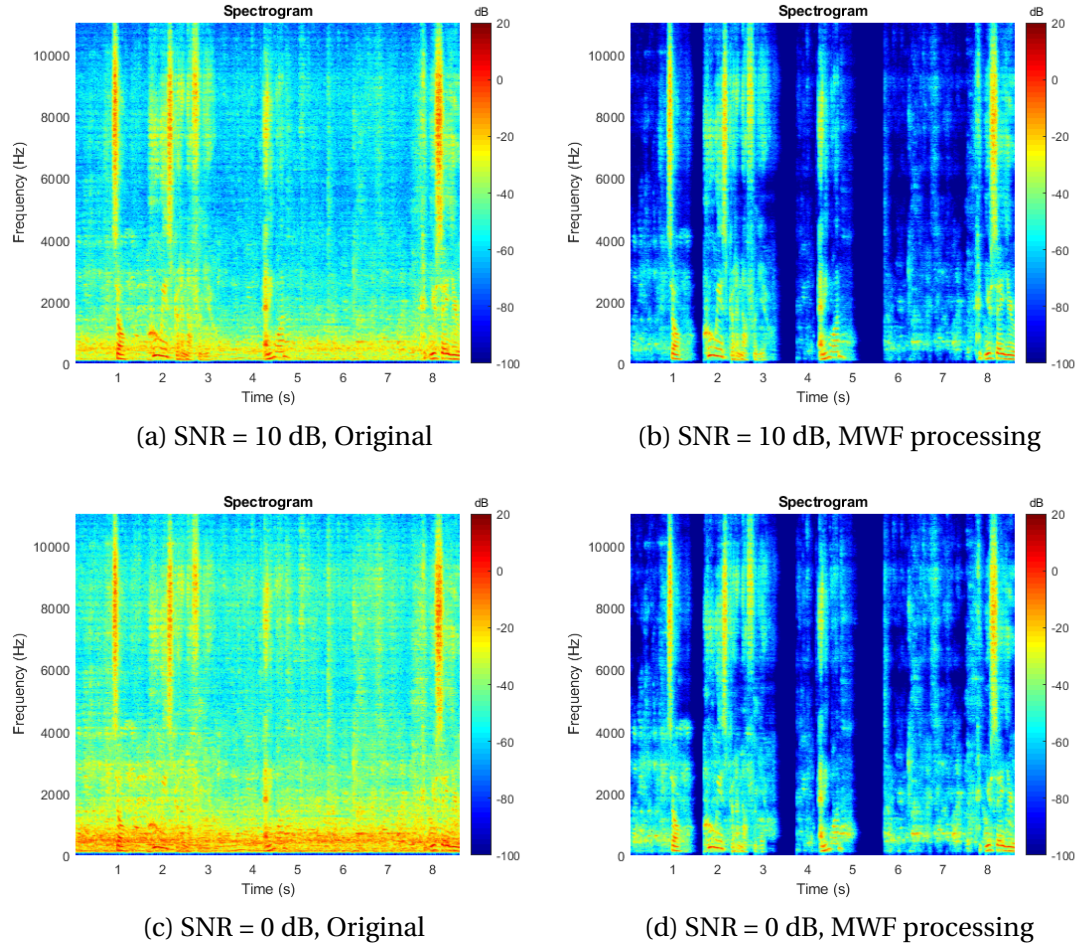 Spectrogram
dB
20
0
-20
-40
-60
-80
-100
10000
8000
6000
4000
2000
0
Frequency (Hz)
1 2 3 4 5 6 7 8
Time (s)
(a) SNR = 10 dB, Original
Spectrogram
dB
20
0
-20
-40
-60
-80
-100
10000
8000
6000
4000
2000
0
Frequency (Hz)
1 2 3 4 5 6 7 8
Time (s)
(b) SNR = 10 dB, MWF processing
Spectrogram
dB
20
0
-20
-40
-60
-80
-100
10000
8000
6000
4000
2000
0
Frequency (Hz)
1 2 3 4 5 6 7 8
Time (s)
(c) SNR = 0 dB, Original
Spectrogram
dB
20
0
-20
-40
-60
-80
-100
10000
8000
6000
4000
2000
0
Frequency (Hz)
1 2 3 4 5 6 7 8
Time (s)
(d) SNR = 0 dB, MWF processing